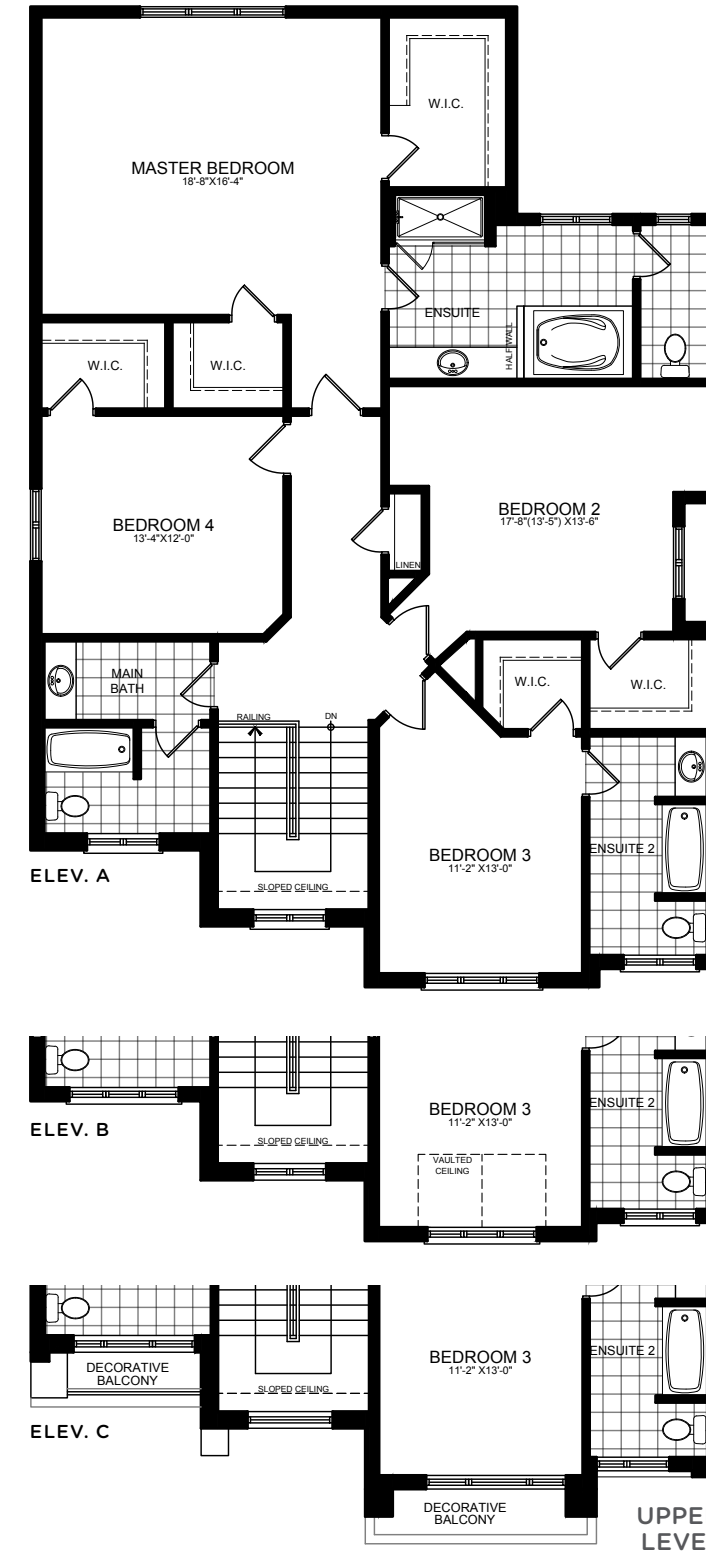 W.I.C.
MASTER BEDROOM
18'-8"X16'-4"
ENSUITE
HALF WALL
W.I.C.
W.I.C.
BEDROOM 4
13'-4"X12'-0"
BEDROOM 2
17'-8"(13'-5") X13'-6"
LINEN
MAIN
BATH
W.I.C.
W.I.C.
RAILING
DN
BEDROOM 3
11'-2" X13'-0"
ENSUITE 2
SLOPED CEILING
ELEV. A
BEDROOM 3
11'-2" X13'-0"
ENSUITE 2
SLOPED CEILING
VAULTED
CEILING
ELEV. B
BEDROOM 3
11'-2" X13'-0"
ENSUITE 2
DECORATIVE
BALCONY
SLOPED CEILING
ELEV. C
DECORATIVE
BALCONY
UPPE
LEVE